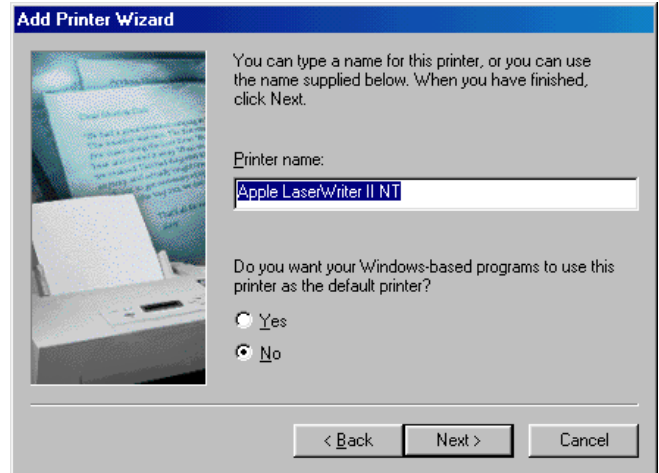 Add Printer Wizard
You can type a name for this printer, or you can use
the name supplied below. When you have finished,
click Next.
Printer name:
Apple LaserWriter II NT
Do you want your Windows-based programs to use this
printer as the default printer?
Yes
No
< Back
Next >
Cancel